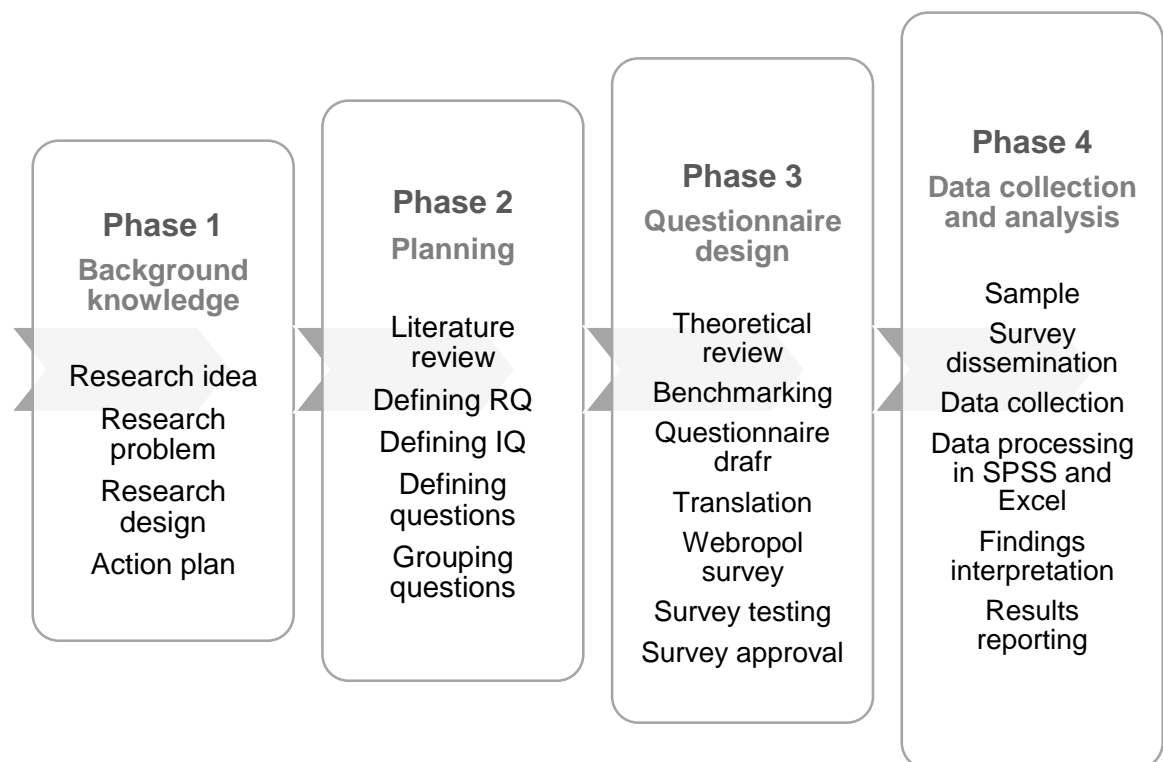 Phase 1
Background
knowledge
Research idea
Research
problem
Research
design
Action plan
Phase 2
Planning
Literature
review
Defining RQ
Defining IQ
Defining
questions
Grouping
questions
Phase 3
Questionnaire
design
Theoretical
review
Benchmarking
Questionnaire
drafr
Translation
Webropol
survey
Survey testing
Survey approval
Phase 4
Data collection
and analysis
Sample
Survey
dissemination
Data collection
Data processing
in SPSS and
Excel
Findings
interpretation
Results
reporting